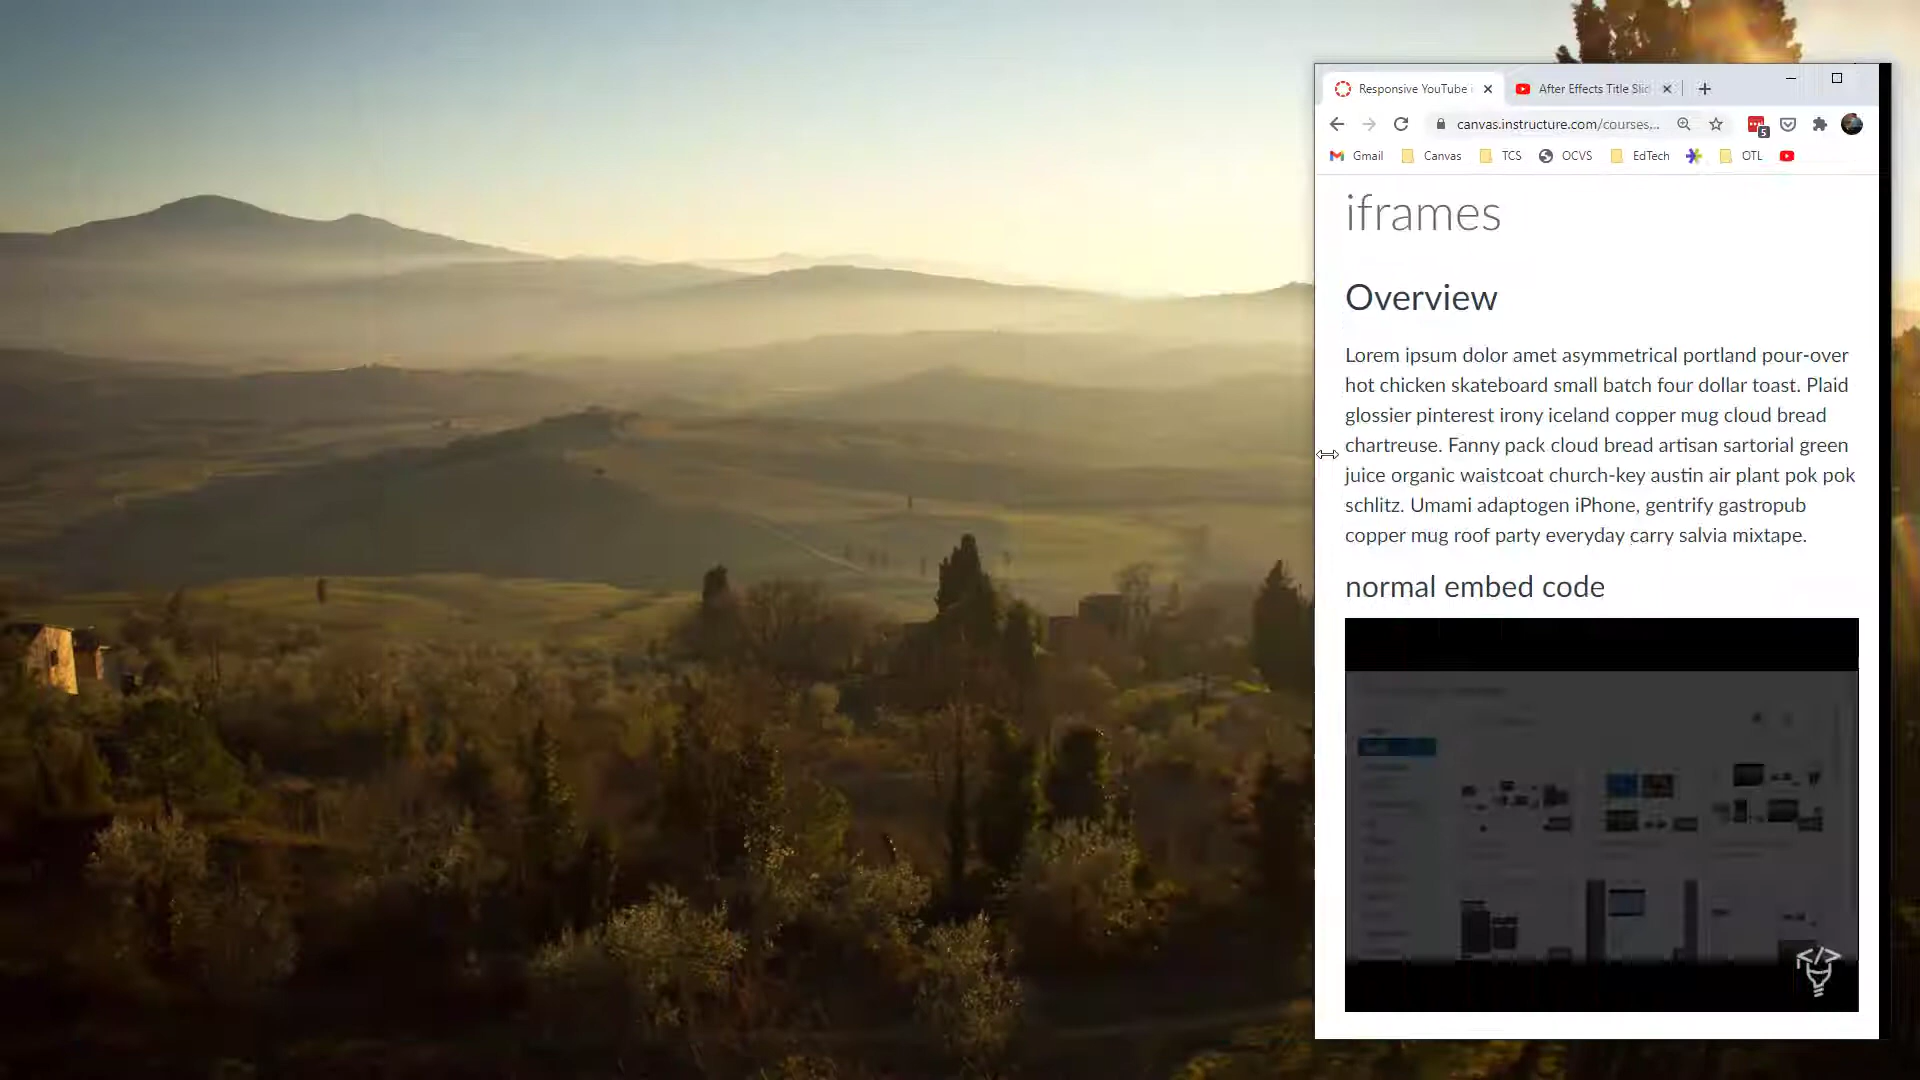 Responsive YouTube i
After Effects Title Slid
canvas.instructure.com/courses...
5
Gmail
Canvas
TCS
OCVS
EdTech
OTL
iframes
Overview
Lorem ipsum dolor amet asymmetrical portland pour-over
hot chicken skateboard small batch four dollar toast. Plaid
glossier pinterest irony iceland copper mug cloud bread
chartreuse. Fanny pack cloud bread artisan sartorial green
juice organic waistcoat church-key austin air plant pok pok
schlitz. Umami adaptogen iPhone, gentrify gastropub
copper mug roof party everyday carry salvia mixtape.
normal embed code